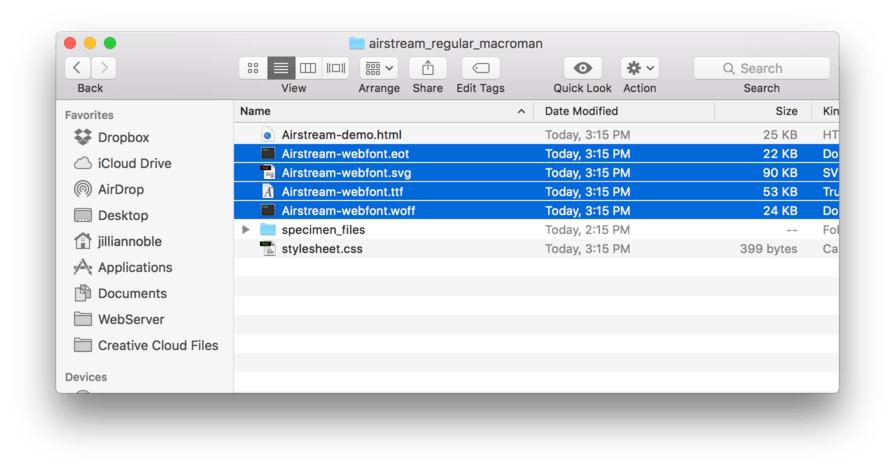 airstream_regular_macroman
Back View Arrange Share Edit Tags Quick Look Action Search
Search
Favorites
Dropbox
iCloud Drive
AirDrop
Desktop
jilliannoble
Applications
Documents
WebServer
Creative Cloud Files
Devices
Name Date Modified Size Kin
Airstream-demo.html Today, 3:15 PM 25 KB HT
Airstream-webfont.eot Today, 3:15 PM 22 KB Do
Airstream-webfont.svg Today, 3:15 PM 90 KB SV
Airstream-webfont.ttf Today, 3:15 PM 53 KB Tru
Airstream-webfont.woff Today, 3:15 PM 24 KB Do
specimen_files Today, 2:15 PM -- Fol
stylesheet.css Today, 3:15 PM 399 bytes Ca